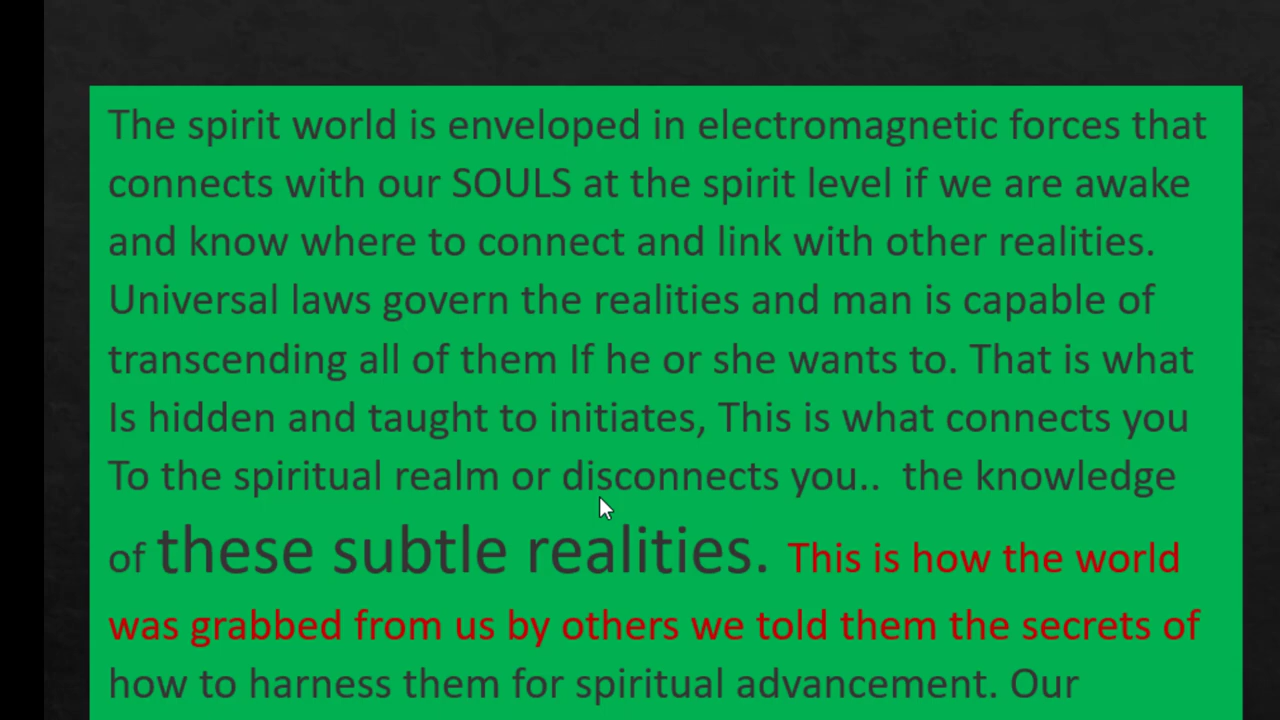 The spirit world is enveloped in electromagnetic forces that
connects with our SOULS at the spirit level if we are awake
and know where to connect and link with other realities.
Universal laws govern the realities and man is capable of
transcending all of them If he or she wants to. That is what
Is hidden and taught to initiates, This is what connects you
To the spiritual realm or disconnects you.. the knowledge
of these subtle realities. This is how the world
was grabbed from us by others we told them the secrets of
how to harness them for spiritual advancement. Our